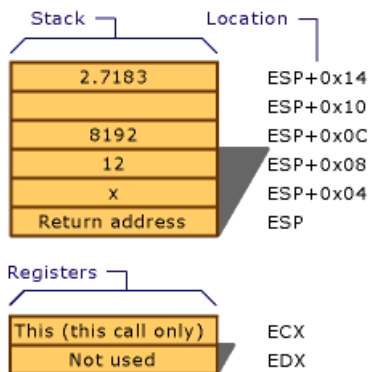 Stack Location
2.7183 ESP+0x14
ESP+0x10
8192 ESP+0x0C
12 ESP+0x08
x ESP+0x04
Return address ESP
Registers
This (this call only) ECX
Not used EDX